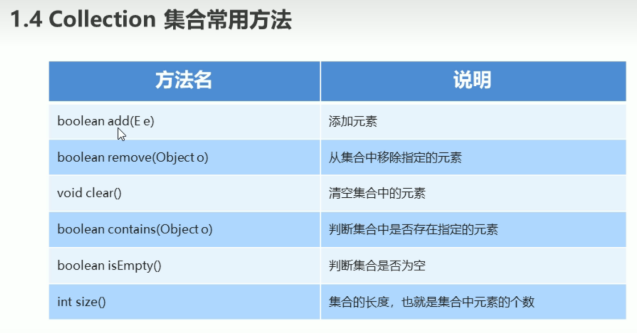 1.4 Collection 集合常用方法
方法名 说明
boolean add(E e) 添加元素
boolean remove(Object o) 从集合中移除指定的元素
void clear() 清空集合中的元素
boolean contains(Object o) 判断集合中是否存在指定的元素
boolean isEmpty() 判断集合是否为空
int size() 集合的长度，也就是集合中元素的个数